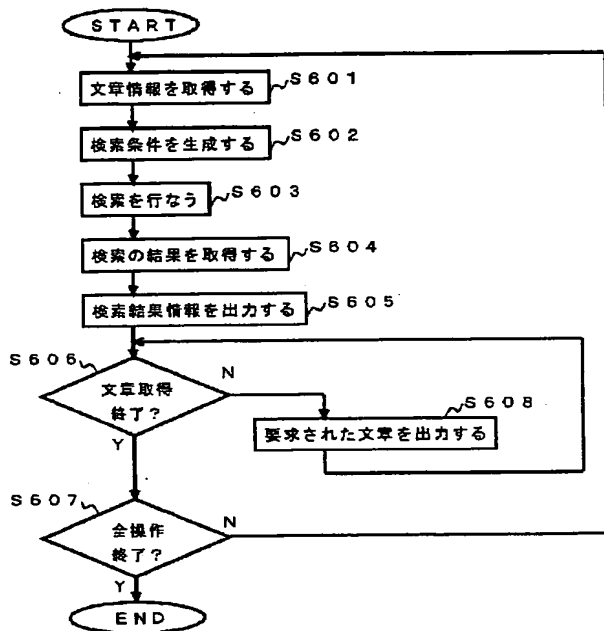 START
文章情報を取得する
S601
検索条件を生成する
S602
検索を行なう
S603
検索の結果を取得する
S604
検索結果情報を出力する
S605
S606
文章取得
終了?
N
Y
S608
要求された文章を出力する
S607
全操作
終了?
N
Y
END